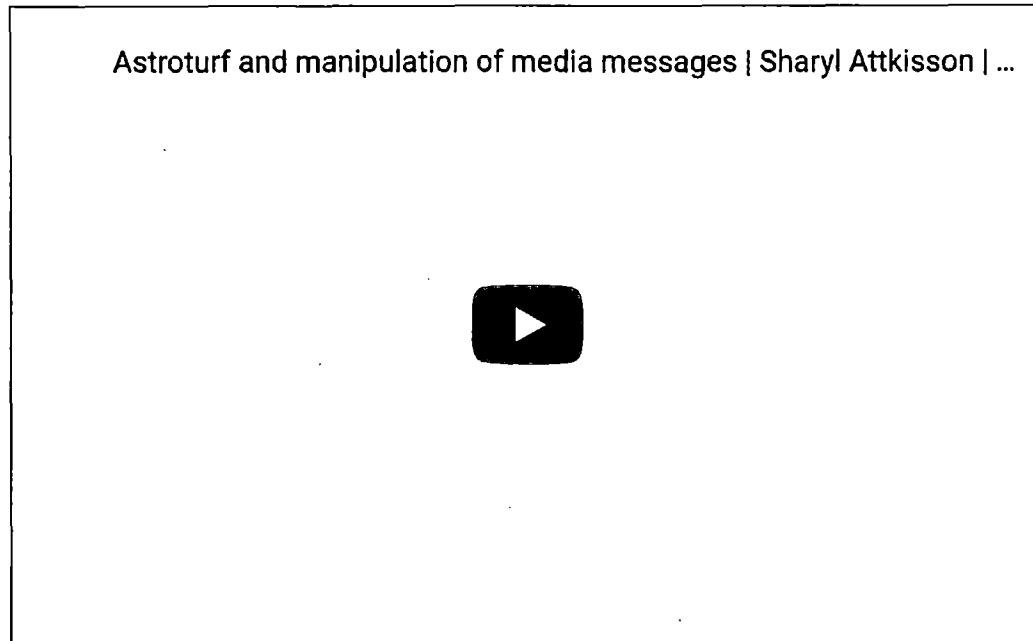 Astroturf and manipulation of media messages | Sharyl Attkisson | ...